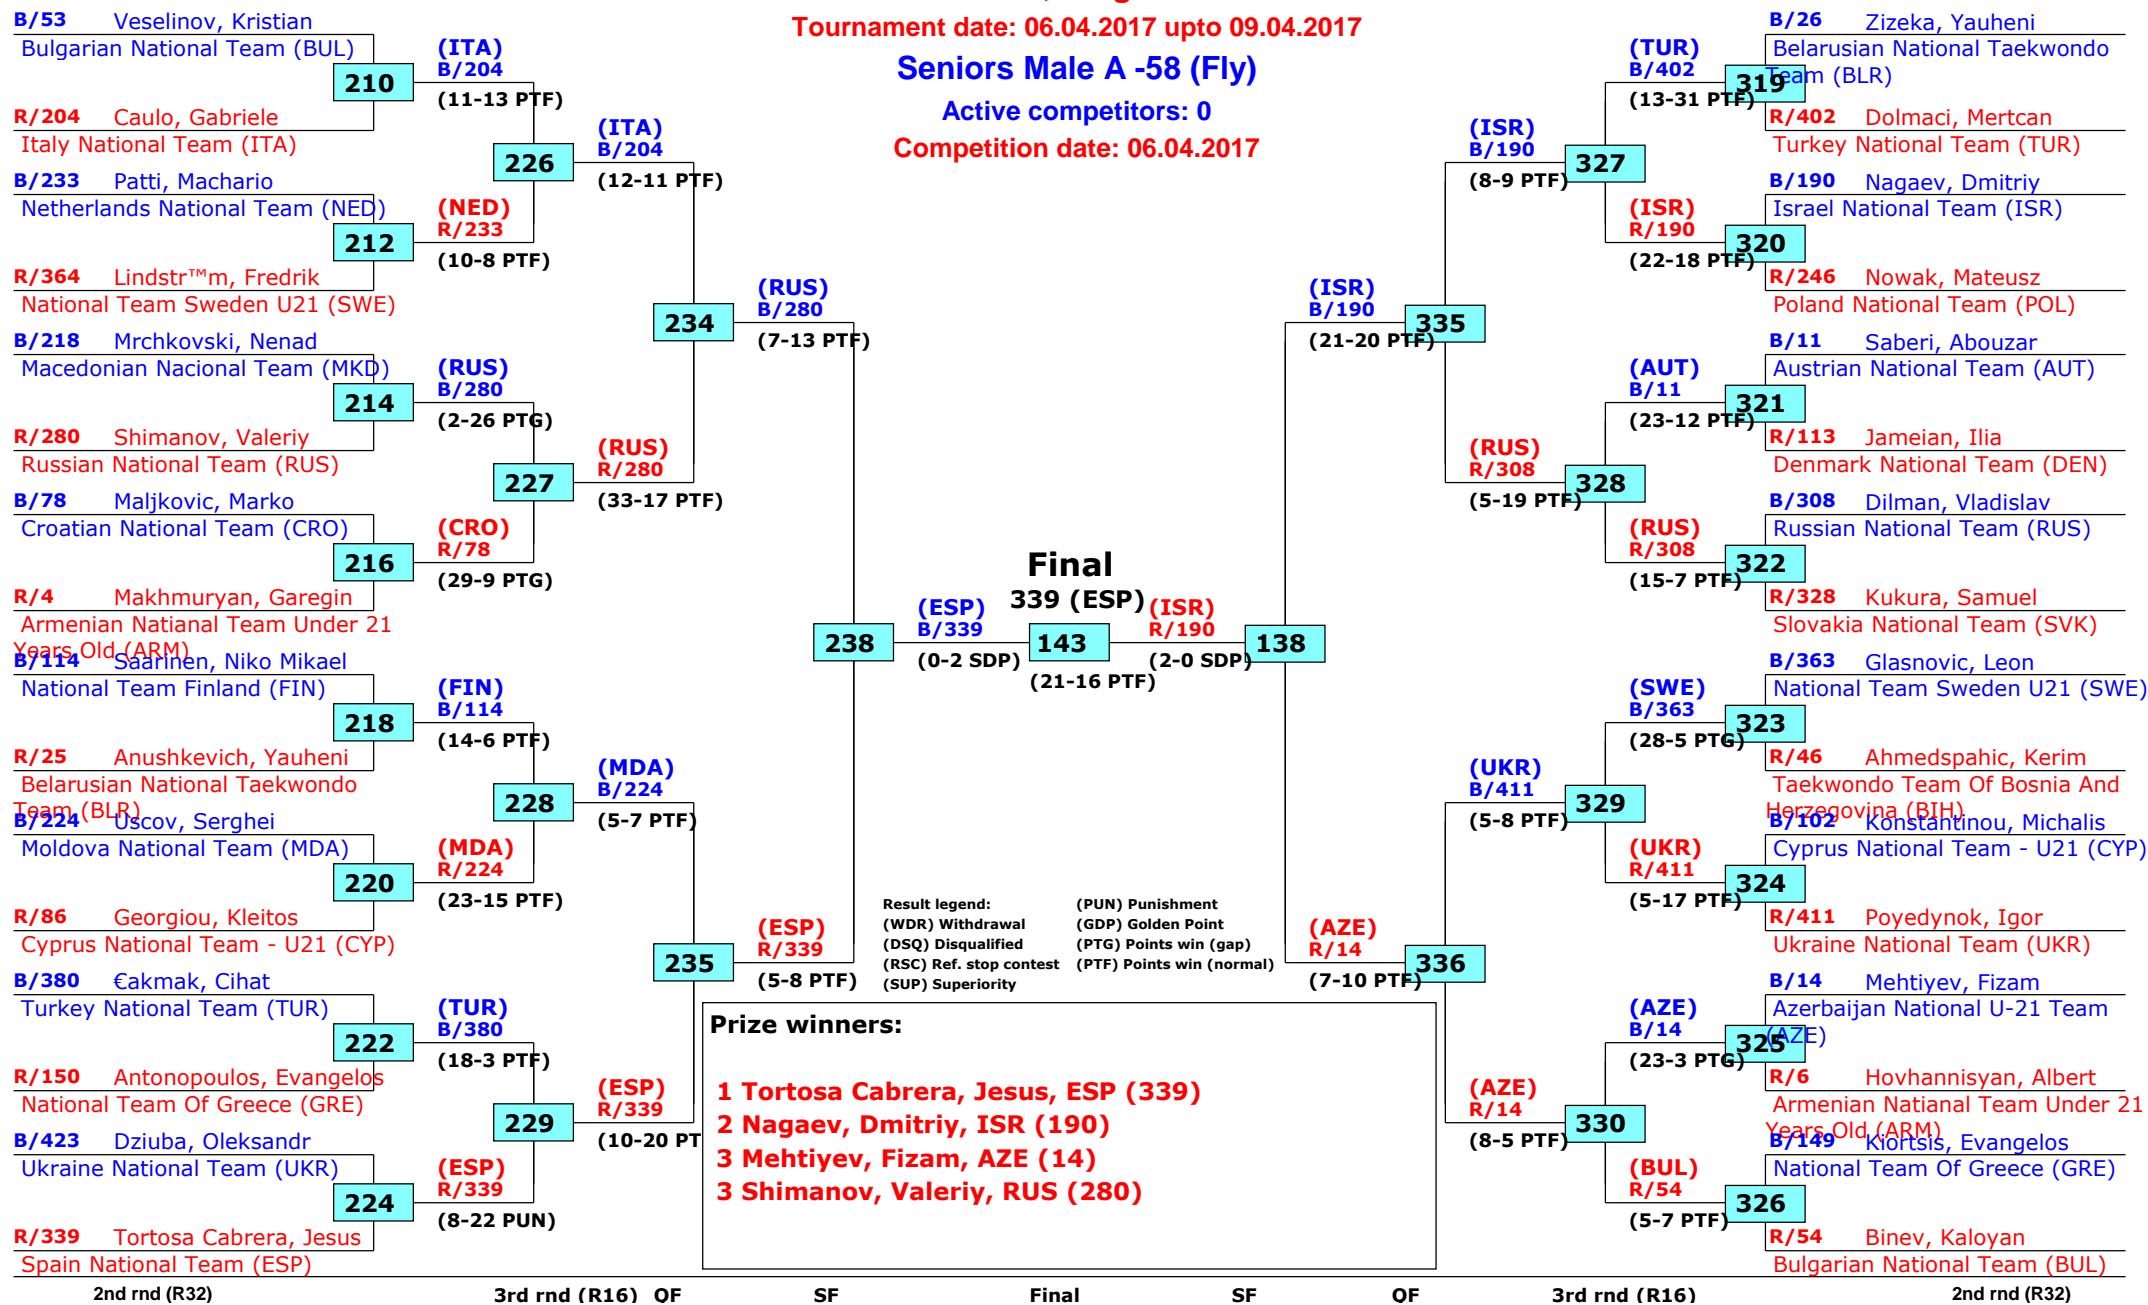 Tournament date: 06.04.2017 upto 09.04.2017
Seniors Male A -58 (Fly)
Active competitors: 0
Competition date: 06.04.2017
B/53 Veselinov, Kristian
Bulgarian National Team (BUL)
210
R/204 Caulo, Gabriele
Italy National Team (ITA)
B/233 Patti, Machario
Netherlands National Team (NED)
212
R/364 Lindstr™m, Fredrik
National Team Sweden U21 (SWE)
B/218 Mrchkovski, Nenad
Macedonian Nacional Team (MKD)
214
R/280 Shimanov, Valeriy
Russian National Team (RUS)
B/78 Maljkovic, Marko
Croatian National Team (CRO)
216
R/4 Makhmuryan, Garegin
Armenian Natianal Team Under 21
Years Old (ARM)
B/114 Saarinen, Niko Mikael
National Team Finland (FIN)
218
R/25 Anushkevich, Yauheni
Belarusian National Taekwondo
Team (BLR)
B/224 Uscov, Serghei
Moldova National Team (MDA)
220
R/86 Georgiou, Kleitos
Cyprus National Team - U21 (CYP)
B/380 €akmak, Cihat
Turkey National Team (TUR)
222
R/150 Antonopoulos, Evangelos
National Team Of Greece (GRE)
B/423 Dziuba, Oleksandr
Ukraine National Team (UKR)
224
R/339 Tortosa Cabrera, Jesus
Spain National Team (ESP)
(ITA)
B/204
(11-13 PTF)
226
(NED)
R/233
(10-8 PTF)
(RUS)
B/280
(2-26 PTG)
227
(CRO)
R/78
(29-9 PTG)
(FIN)
B/114
(14-6 PTF)
228
(MDA)
R/224
(23-15 PTF)
(TUR)
B/380
(18-3 PTF)
229
(ESP)
R/339
(8-22 PUN)
(ITA)
B/204
(12-11 PTF)
234
(RUS)
R/280
(33-17 PTF)
(MDA)
B/224
(5-7 PTF)
235
(ESP)
R/339
(10-20 PT
(RUS)
B/280
(7-13 PTF)
238
(ESP)
R/339
(5-8 PTF)
(ESP)
B/339
(0-2 SDP)
Final
339 (ESP)
143
(21-16 PTF)
(ISR)
R/190
(2-0 SDP)
138
(ISR)
B/190
(21-20 PTF)
335
(AZE)
R/14
(7-10 PTF)
336
(ISR)
B/190
(8-9 PTF)
327
(RUS)
R/308
(5-19 PTF)
328
(UKR)
B/411
(5-8 PTF)
329
(AZE)
R/14
(8-5 PTF)
330
(TUR)
B/402
(13-31 PTF)
(ISR)
R/190
(22-18 PTF)
(AUT)
B/11
(23-12 PTF)
(RUS)
R/308
(15-7 PTF)
(SWE)
B/363
(28-5 PTG)
(UKR)
R/411
(5-17 PTF)
(AZE)
B/14
(23-3 PTG)
(BUL)
R/54
(5-7 PTF)
B/26 Zizeka, Yauheni
Belarusian National Taekwondo
Team (BLR)
319
R/402 Dolmaci, Mertcan
Turkey National Team (TUR)
B/190 Nagaev, Dmitriy
Israel National Team (ISR)
320
R/246 Nowak, Mateusz
Poland National Team (POL)
B/11 Saberi, Abouzar
Austrian National Team (AUT)
321
R/113 Jameian, Ilia
Denmark National Team (DEN)
B/308 Dilman, Vladislav
Russian National Team (RUS)
322
R/328 Kukura, Samuel
Slovakia National Team (SVK)
B/363 Glasnovic, Leon
National Team Sweden U21 (SWE)
323
R/46 Ahmedspahic, Kerim
Taekwondo Team Of Bosnia And
Herzegovina (BIH)
B/102 Konstantinou, Michalis
Cyprus National Team - U21 (CYP)
324
R/411 Poyedynok, Igor
Ukraine National Team (UKR)
B/14 Mehtiyev, Fizam
Azerbaijan National U-21 Team
(AZE)
325
R/6 Hovhannisyan, Albert
Armenian Natianal Team Under 21
Years Old (ARM)
B/149 Kiortsis, Evangelos
National Team Of Greece (GRE)
326
R/54 Binev, Kaloyan
Bulgarian National Team (BUL)
Result legend:
(WDR) Withdrawal
(DSQ) Disqualified
(RSC) Ref. stop contest
(SUP) Superiority
(PUN) Punishment
(GDP) Golden Point
(PTG) Points win (gap)
(PTF) Points win (normal)
Prize winners:
1 Tortosa Cabrera, Jesus, ESP (339)
2 Nagaev, Dmitriy, ISR (190)
3 Mehtiyev, Fizam, AZE (14)
3 Shimanov, Valeriy, RUS (280)
2nd rnd (R32) 3rd rnd (R16) QF SF Final SF QF 3rd rnd (R16) 2nd rnd (R32)